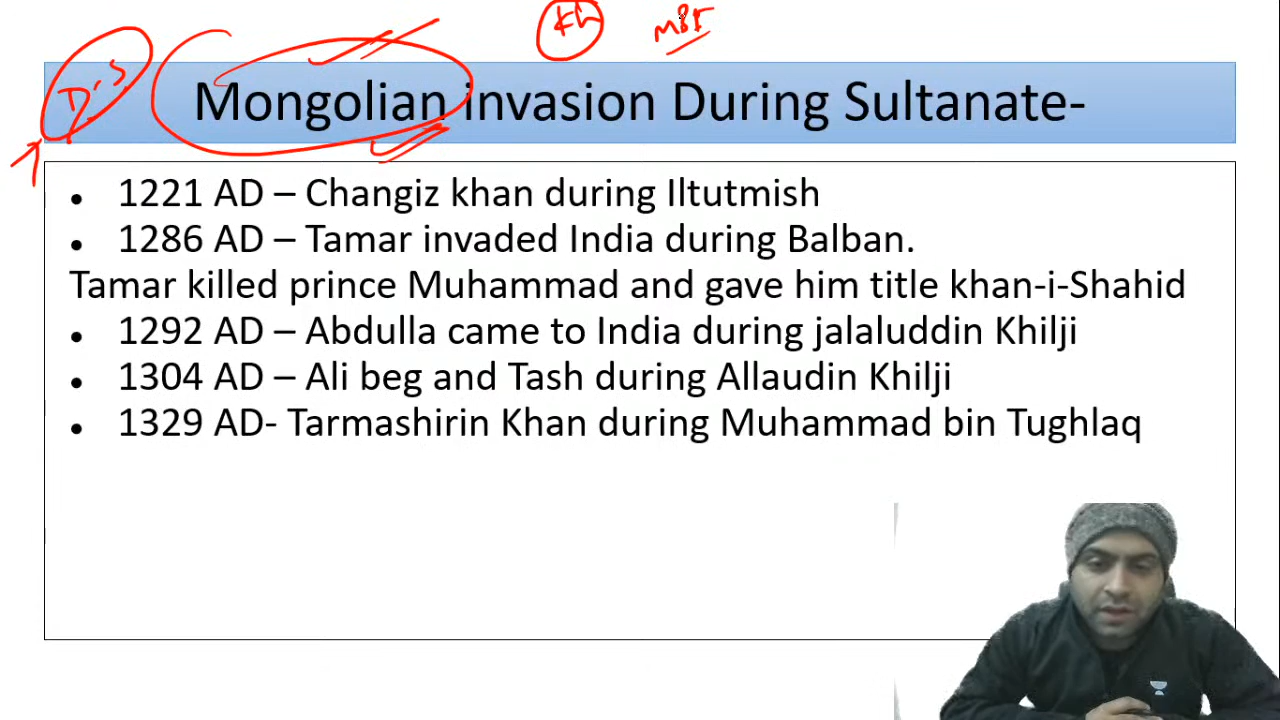 Kh MBT
D.S
Mongolian invasion During Sultanate-
• 1221 AD – Changiz khan during Iltutmish
• 1286 AD – Tamar invaded India during Balban.
Tamar killed prince Muhammad and gave him title khan-i-Shahid
• 1292 AD – Abdulla came to India during jalaluddin Khilji
• 1304 AD – Ali beg and Tash during Allaudin Khilji
• 1329 AD- Tarmashirin Khan during Muhammad bin Tughlaq